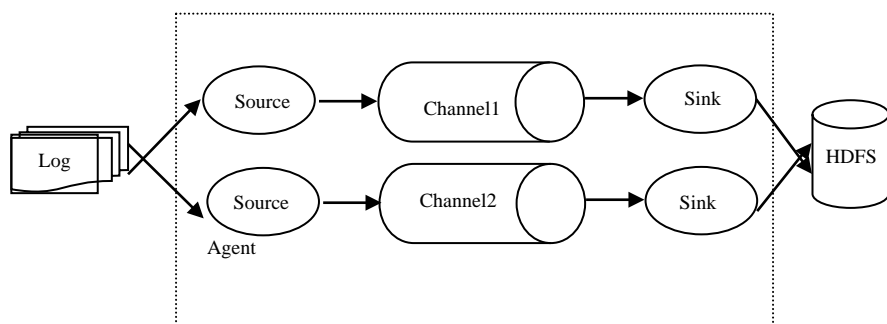 Source
Channel1
Sink
Log
HDFS
Source
Channel2
Sink
Agent